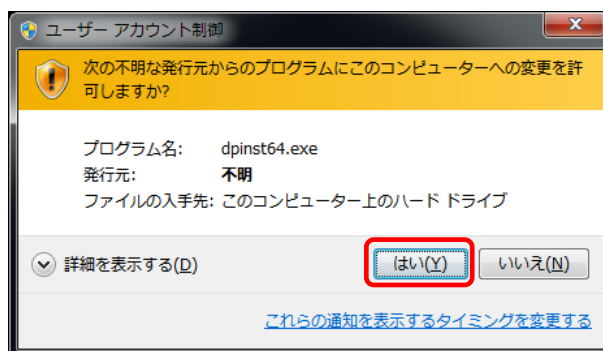 ユーザー アカウント制御
次の不明な発行元からのプログラムにこのコンピューターへの変更を許
可しますか?
プログラム名: dpinst64.exe
発行元: 不明
ファイルの入手先: このコンピューター上のハード ドライブ
詳細を表示する(D) はい(Y) いいえ(N)
これらの通知を表示するタイミングを変更する